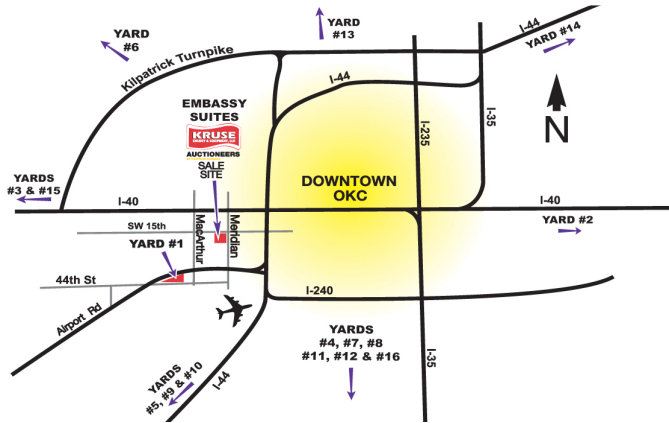 YARD
#6
YARD
#13
I-44
YARD #14
Kilpatrick Turnpike
I-44
I-235
I-35
N
EMBASSY
SUITES
KRUSE
AUCTIONEERS
SALE
SITE
DOWNTOWN
OKC
YARDS
#3 & #15
I-40
I-40
MacArthur
Meridian
SW 15th
YARD #2
YARD #1
44th St
I-240
Airport Rd
YARDS
#4, #7, #8
#11, #12 & #16
I-35
YARDS
#5, #9 & #10
I-44